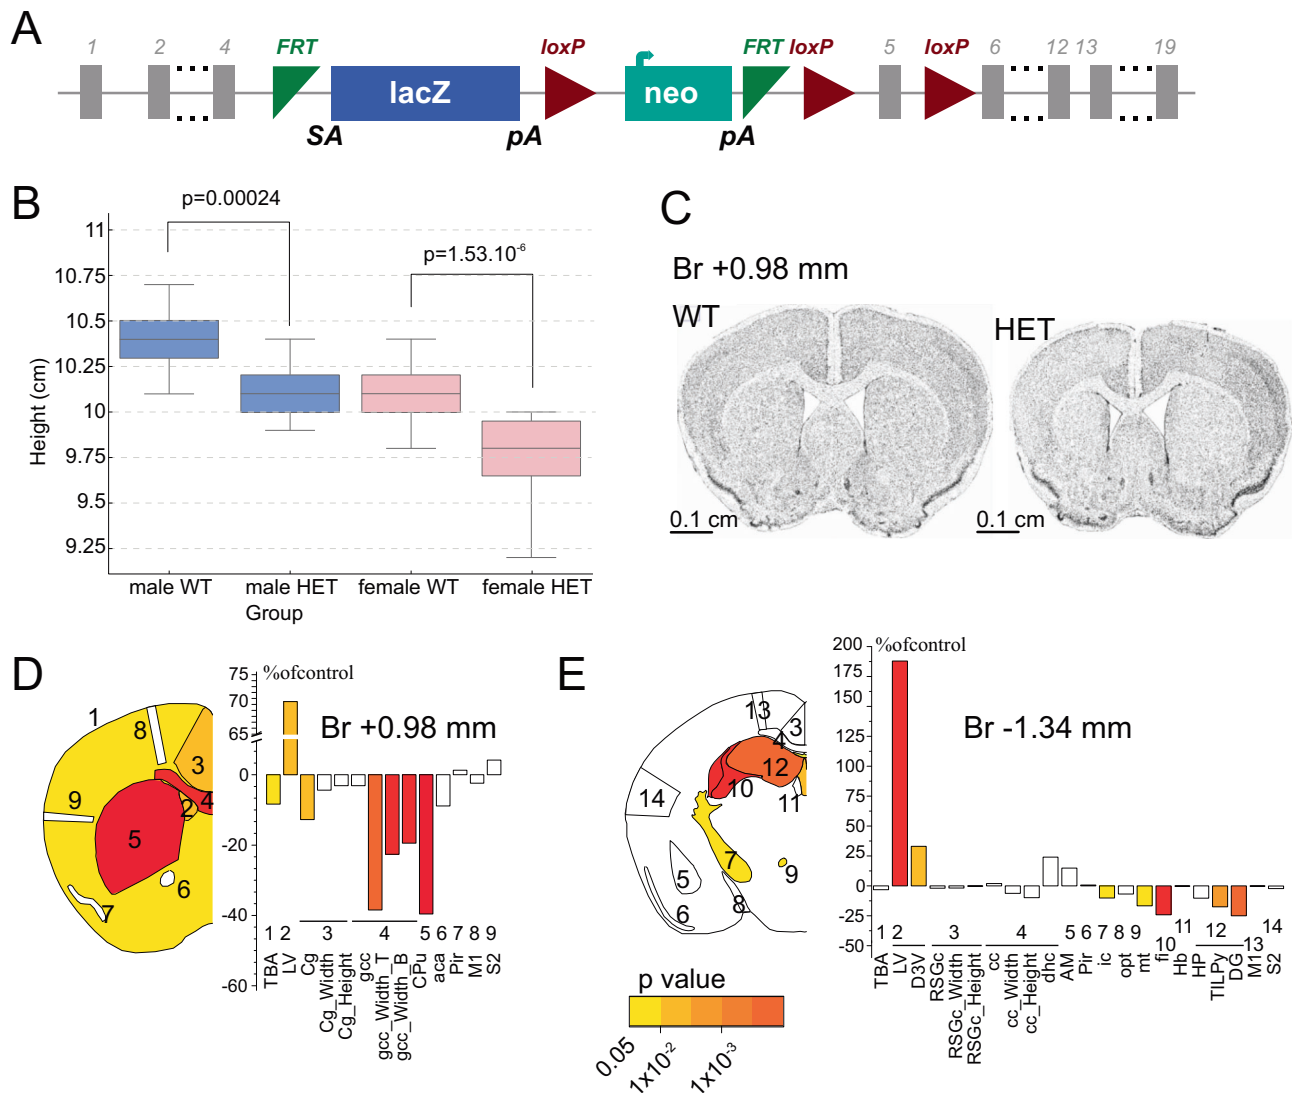 A
1 2 4 FRT loxP FRT loxP 5 loxP 6 12 13 19
lacZ neo
SA pA pA
B
p=0.00024
p=1.53.10-6
Height (cm)
11
10.75
10.5
10.25
10
9.75
9.5
9.25
male WT male HET female WT female HET
Group
C
Br +0.98 mm
WT HET
0.1 cm 0.1 cm
D
1
8
3
9
2
4
5
6
7
%ofcontrol
Br +0.98 mm
75
70
65
0
-20
-40
-60
1 2 3 4 5 6 7 8 9
TBA LV Cg Cg_Width Cg_Height gcc gcc_Width_T gcc_Width_B CPu aca Pir M1 S2
E
13
3
4
12
10
11
14
7
5
9
6
8
%ofcontrol
Br -1.34 mm
200
175
150
125
100
75
50
25
0
-25
-50
1 2 3 4 5 6 7 8 9 10 11 12 13 14
TBA LV D3V RSGc RSGc_Width RSGc_Height cc cc_Width cc_Height dhc AM Pir ic opt mt fi Hb HP TILPy DG M1 S2
p value
0.05 1x10-2 1x10-3